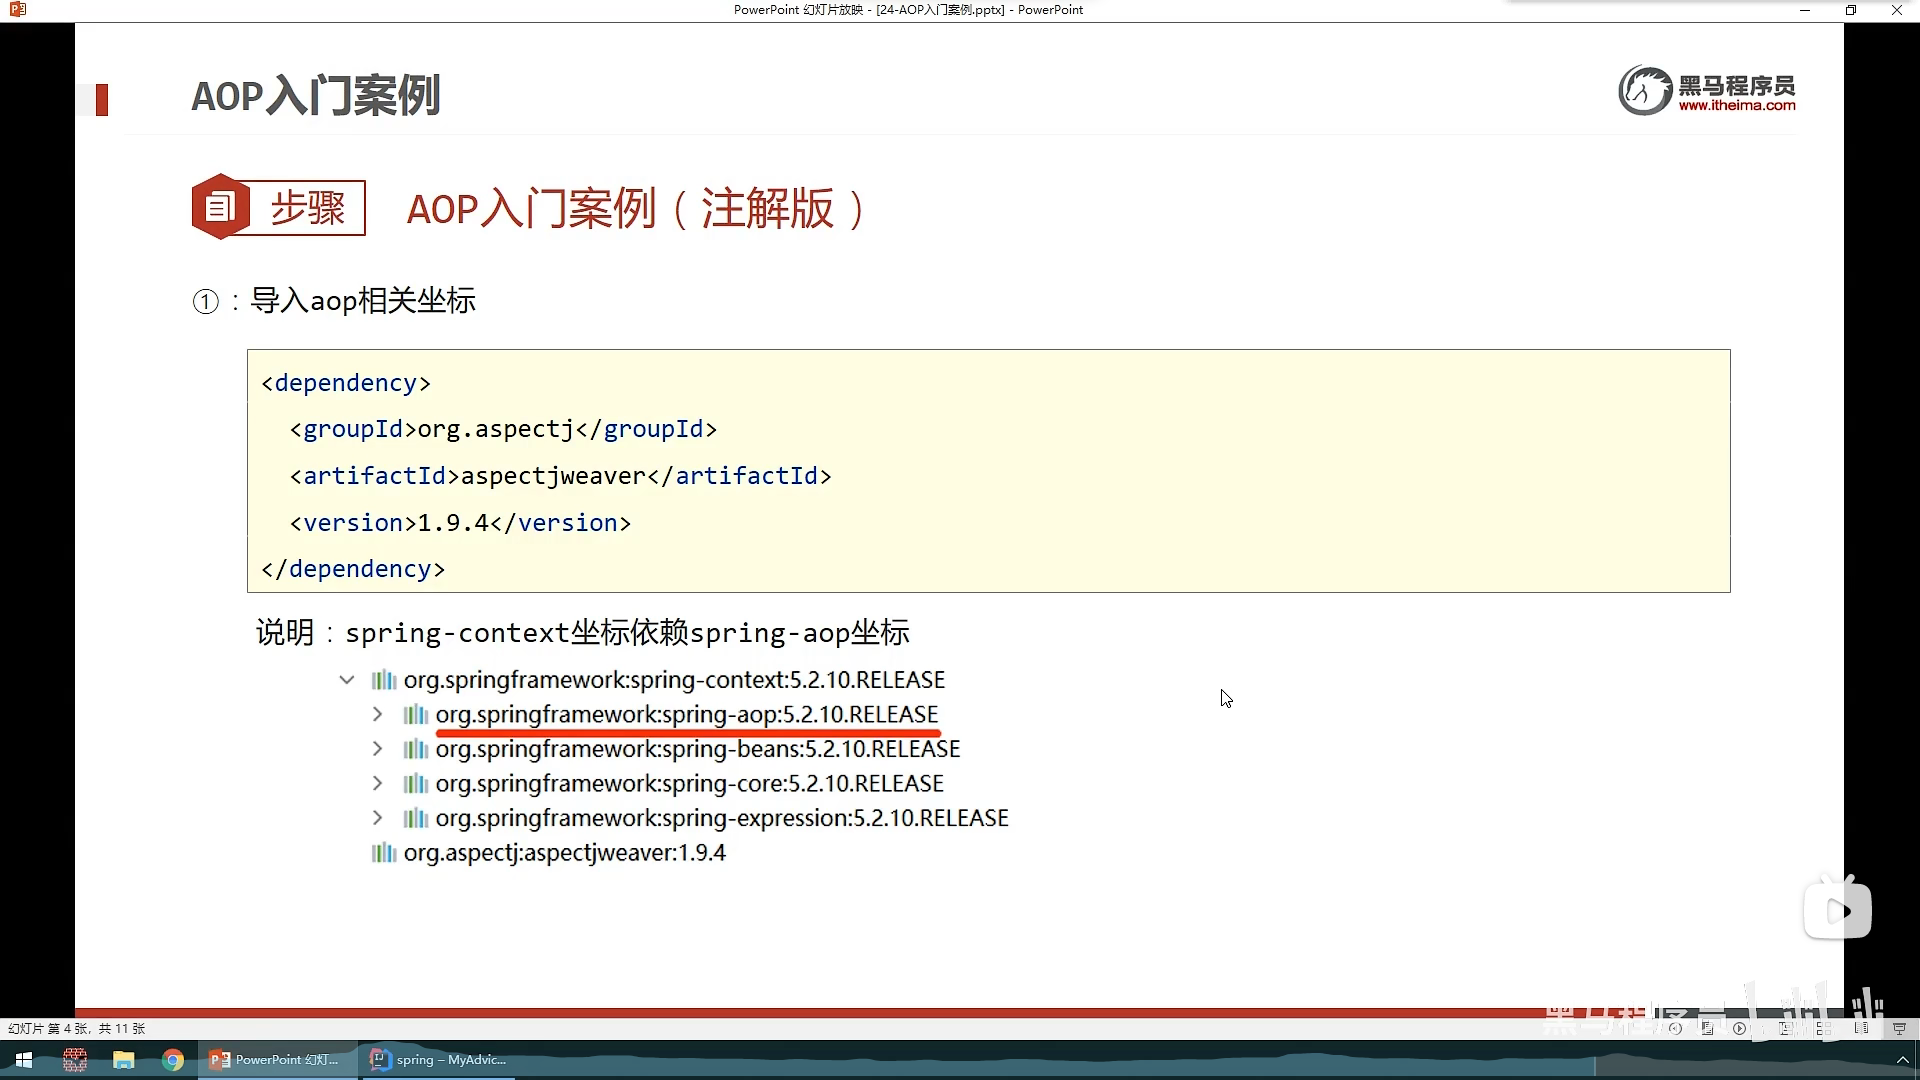 PowerPoint 幻灯片放映 - [24-AOP入门案例.pptx] - PowerPoint
AOP入门案例
黑马程序员
www.itheima.com
步骤
AOP入门案例（注解版）
①：导入aop相关坐标
<dependency>
<groupId>org.aspectj</groupId>
<artifactId>aspectjweaver</artifactId>
<version>1.9.4</version>
</dependency>
说明：spring-context坐标依赖spring-aop坐标
org.springframework:spring-context:5.2.10.RELEASE
org.springframework:spring-aop:5.2.10.RELEASE
org.springframework:spring-beans:5.2.10.RELEASE
org.springframework:spring-core:5.2.10.RELEASE
org.springframework:spring-expression:5.2.10.RELEASE
org.aspectj:aspectjweaver:1.9.4
黑马程序员
幻灯片 第 4 张，共 11 张
PowerPoint 幻灯...
spring – MyAdvic...